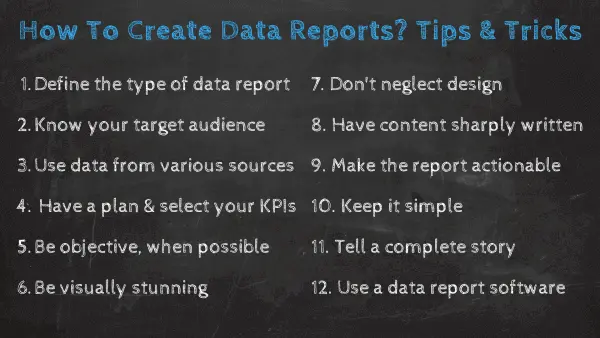 How To Create Data Reports? Tips & Tricks
1. Define the type of data report
2. Know your target audience
3. Use data from various sources
4. Have a plan & select your KPIs
5. Be objective, when possible
6. Be visually stunning
7. Don't neglect design
8. Have content sharply written
9. Make the report actionable
10. Keep it simple
11. Tell a complete story
12. Use a data report software